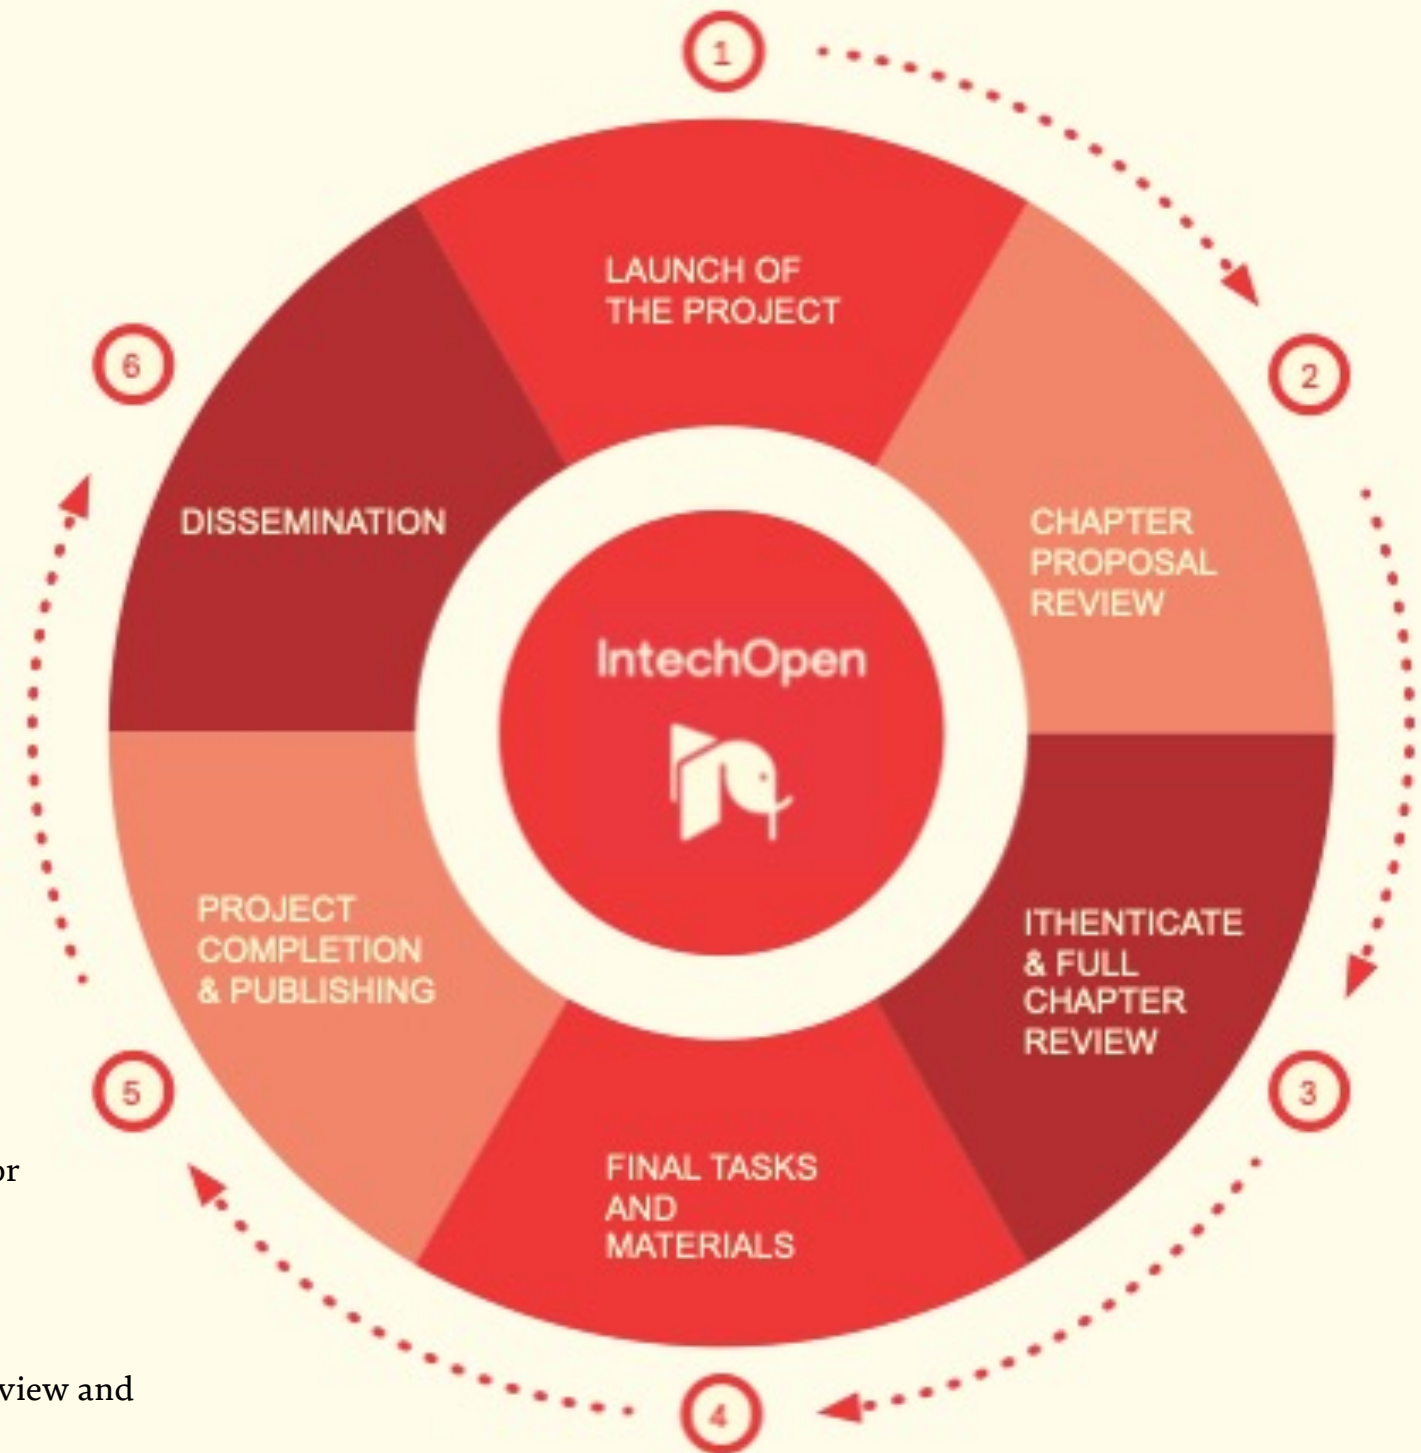 1
LAUNCH OF
THE PROJECT
2
CHAPTER
PROPOSAL
REVIEW
3
ITHENTICATE
& FULL
CHAPTER
REVIEW
4
FINAL TASKS
AND
MATERIALS
5
PROJECT
COMPLETION
& PUBLISHING
6
DISSEMINATION
IntechOpen
or
view and